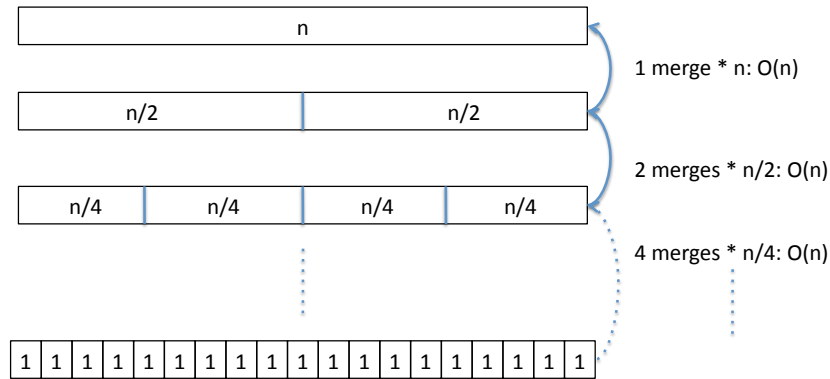 n
1 merge * n: O(n)
n/2 n/2
2 merges * n/2: O(n)
n/4 n/4 n/4 n/4
4 merges * n/4: O(n)
1 1 1 1 1 1 1 1 1 1 1 1 1 1 1 1 1 1 1